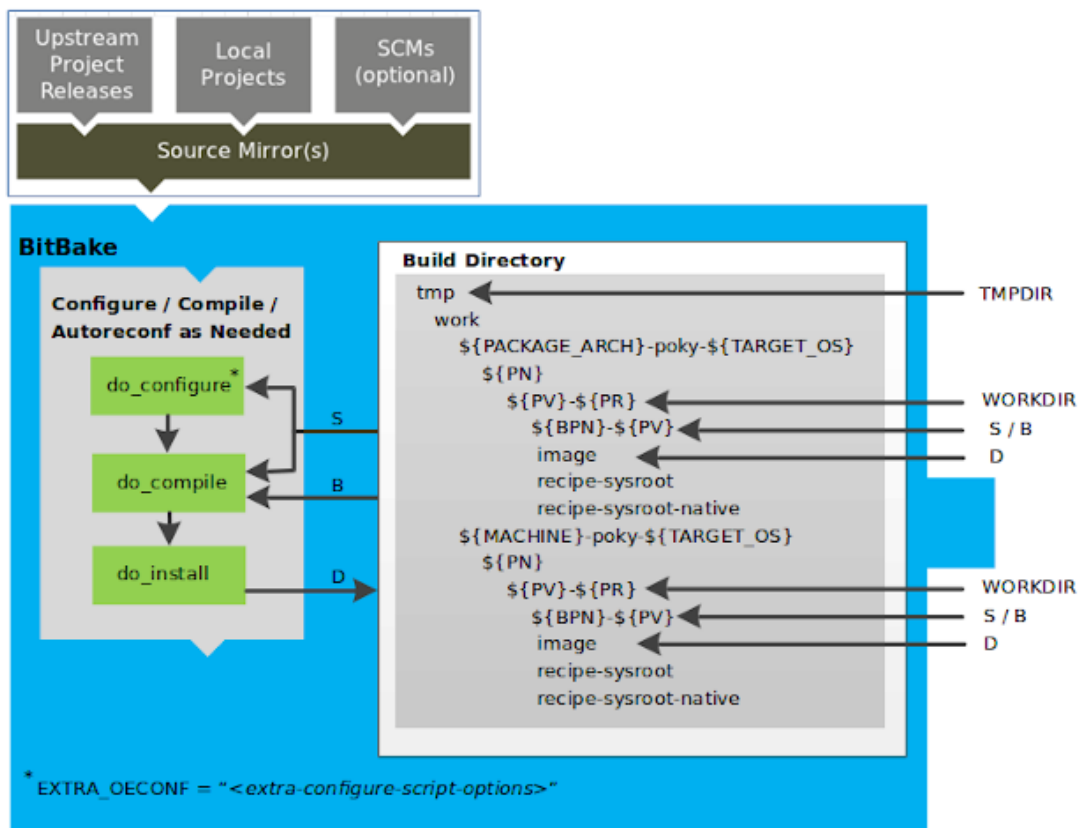 Upstream
Project
Releases
Local
Projects
SCMs
(optional)
Source Mirror(s)
BitBake
Configure / Compile /
Autoreconf as Needed
do_configure*
do_compile
do_install
S
B
D
Build Directory
tmp
work
${PACKAGE_ARCH}-poky-${TARGET_OS}
${PN}
${PV}-${PR}
${BPN}-${PV}
image
recipe-sysroot
recipe-sysroot-native
${MACHINE}-poky-${TARGET_OS}
${PN}
${PV}-${PR}
${BPN}-${PV}
image
recipe-sysroot
recipe-sysroot-native
TMPDIR
WORKDIR
S / B
D
WORKDIR
S / B
D
*EXTRA_OECONF = “<extra-configure-script-options>”